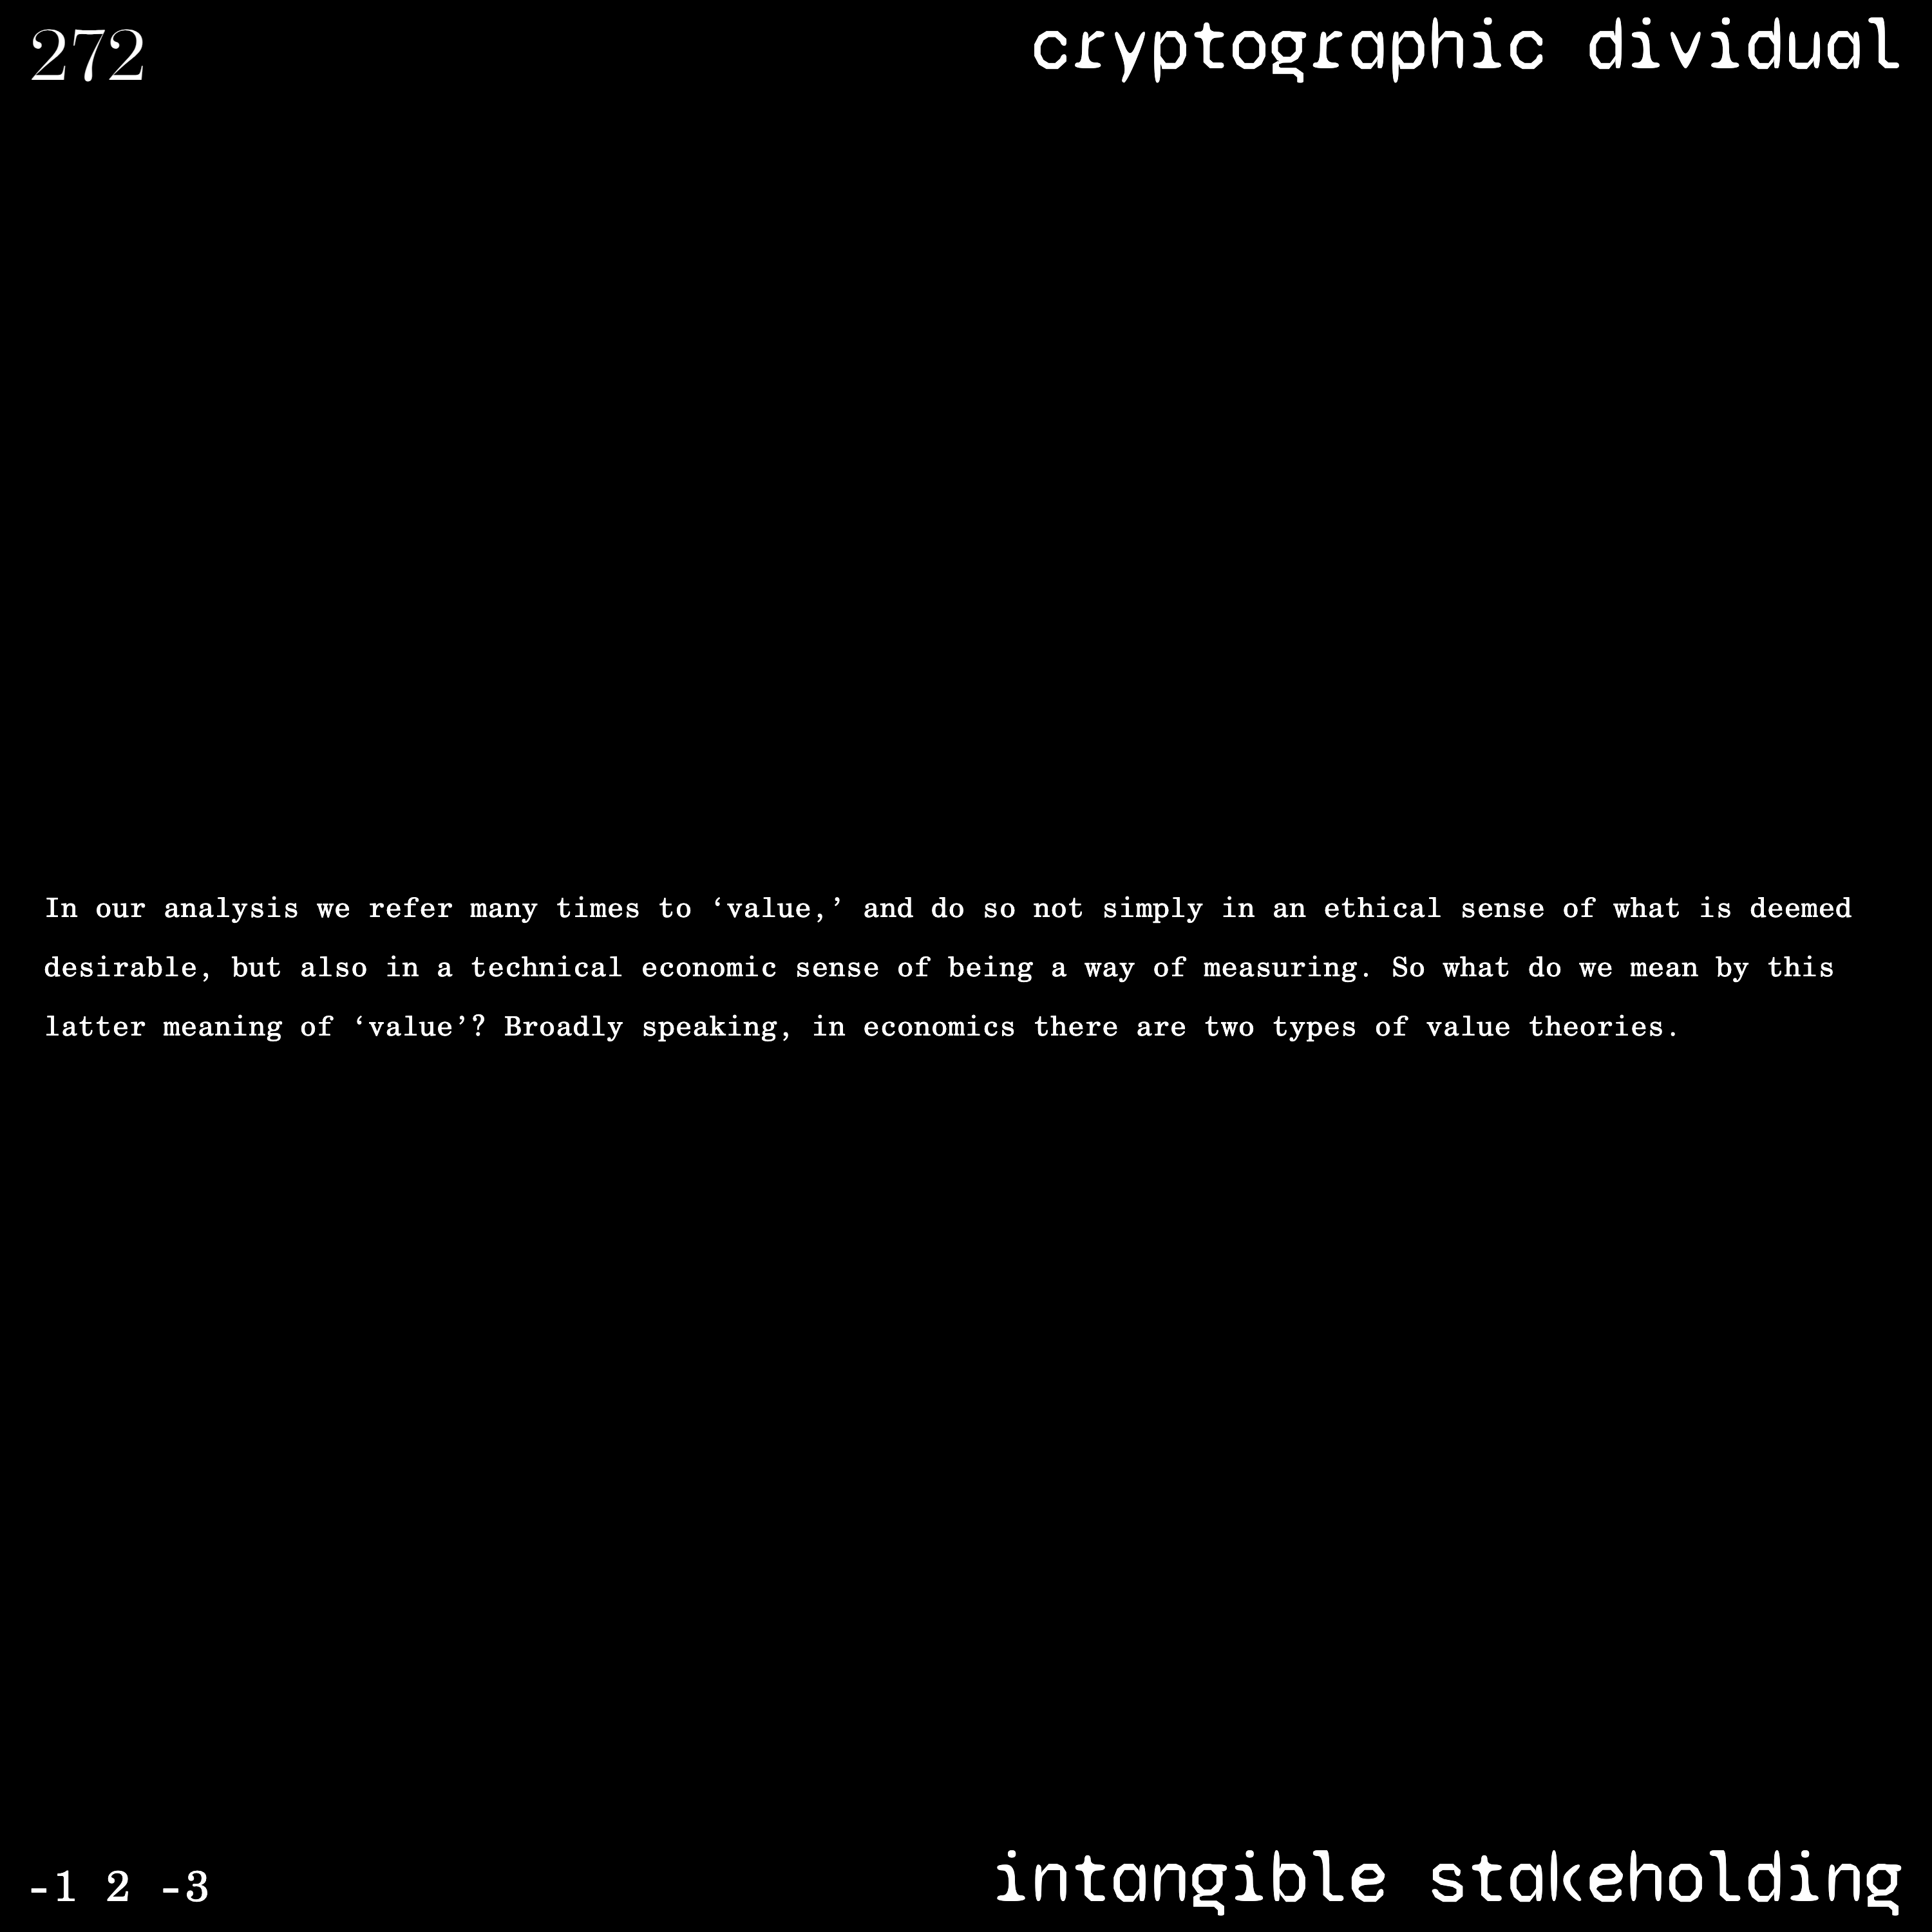 272
cryptographic dividual
In our analysis we refer many times to ‘value,’ and do so not simply in an ethical sense of what is deemed
desirable, but also in a technical economic sense of being a way of measuring. So what do we mean by this
latter meaning of ‘value’? Broadly speaking, in economics there are two types of value theories.
-1 2 -3
intangible stakeholding